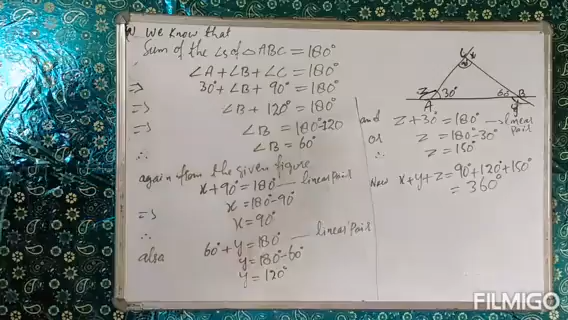 We Know that
Sum of the ∠s of △ABC = 180°
∠A + ∠B + ∠C = 180°
⇒ 30° + ∠B + 90° = 180°
⇒ ∠B + 120° = 180°
⇒ ∠B = 180° - 120
∴ ∠B = 60°
again from the given figure
x + 90° = 180° — linear Pair
⇒ x = 180° - 90°
∴ x = 90°
also 60° + y = 180° — linear Pair
y = 180° - 60°
y = 120°
C x
z 30° 60° B
A y
and z + 30° = 180° → linear Pair
or z = 180° - 30°
∴ z = 150°
Now x + y + z = 90° + 120° + 150°
= 360°
FILMIGO